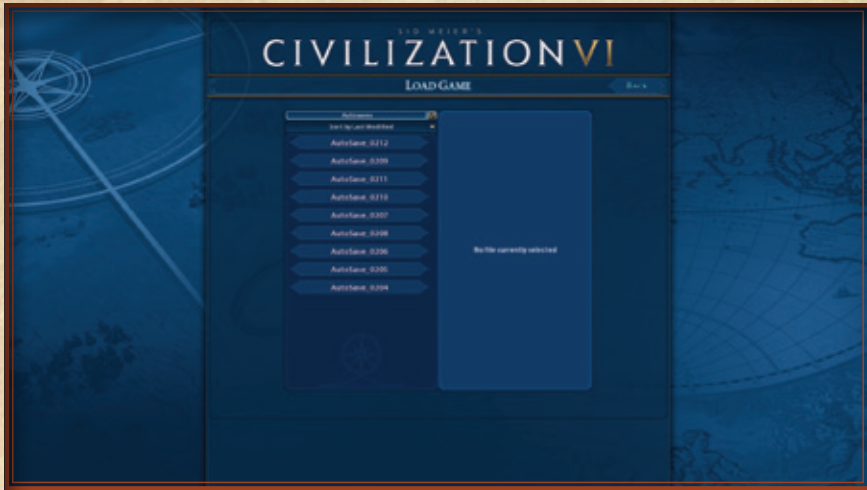 SID MEIER'S
CIVILIZATION VI
LOAD GAME
BACK
Autosaves
Sort by Last Modified
AutoSave_0212
AutoSave_0209
AutoSave_0211
AutoSave_0210
AutoSave_0207
AutoSave_0208
AutoSave_0206
AutoSave_0205
AutoSave_0204
No file currently selected